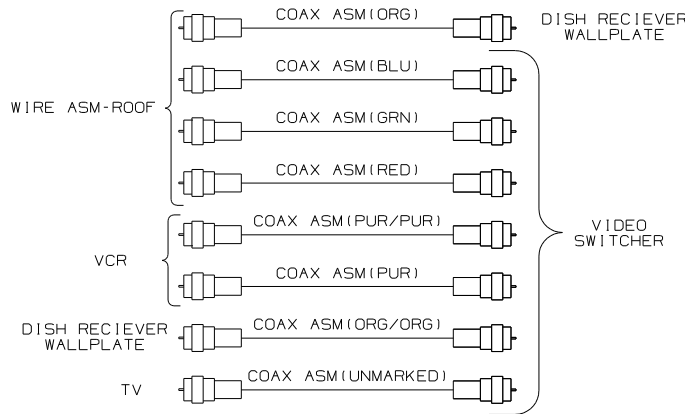 COAX ASM(ORG)
DISH RECIEVER
WALLPLATE
COAX ASM(BLU)
WIRE ASM-ROOF
COAX ASM(GRN)
COAX ASM(RED)
COAX ASM(PUR/PUR)
VIDEO
SWITCHER
VCR
COAX ASM(PUR)
DISH RECIEVER
WALLPLATE
COAX ASM(ORG/ORG)
TV
COAX ASM(UNMARKED)